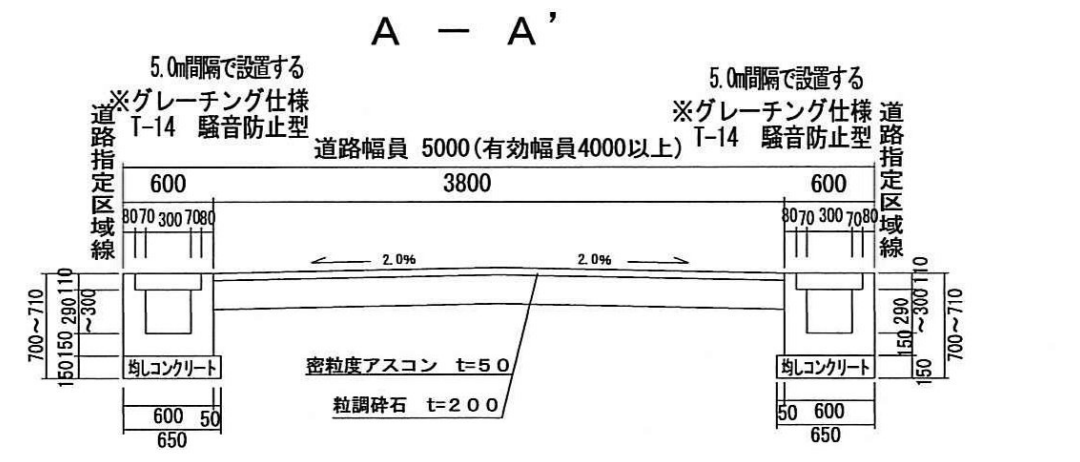 A － A’
5.0m間隔で設置する
※グレーチング仕様
T-14　騒音防止型
道路指定区域線
5.0m間隔で設置する
※グレーチング仕様
T-14　騒音防止型
道路指定区域線
道路幅員 5000(有効幅員4000以上)
600
3800
600
80 70 300 70 80
80 70 300 70 80
2.0%
2.0%
700～710
150 150 290～300 110
110
290～300
150
150
700～710
密粒度アスコン　t=50
粒調砕石　t=200
均しコンクリート
均しコンクリート
600 50
650
50 600
650